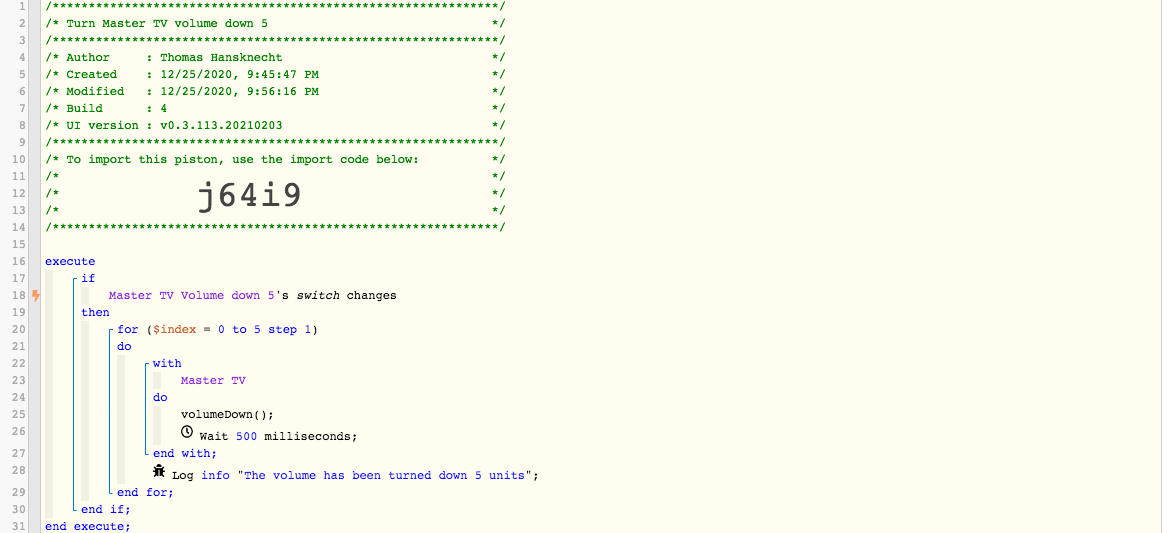 1 /**************************************************************/
2 /* Turn Master TV volume down 5 */
3 /**************************************************************/
4 /* Author : Thomas Hansknecht */
5 /* Created : 12/25/2020, 9:45:47 PM */
6 /* Modified : 12/25/2020, 9:56:16 PM */
7 /* Build : 4 */
8 /* UI version : v0.3.113.20210203 */
9 /**************************************************************/
10 /* To import this piston, use the import code below: */
11 /* */
12 /* j64i9 */
13 /* */
14 /**************************************************************/
15
16 execute
17 if
18 Master TV Volume down 5's switch changes
19 then
20 for ($index = 0 to 5 step 1)
21 do
22 with
23 Master TV
24 do
25 volumeDown();
26 Wait 500 milliseconds;
27 end with;
28 Log info "The volume has been turned down 5 units";
29 end for;
30 end if;
31 end execute;